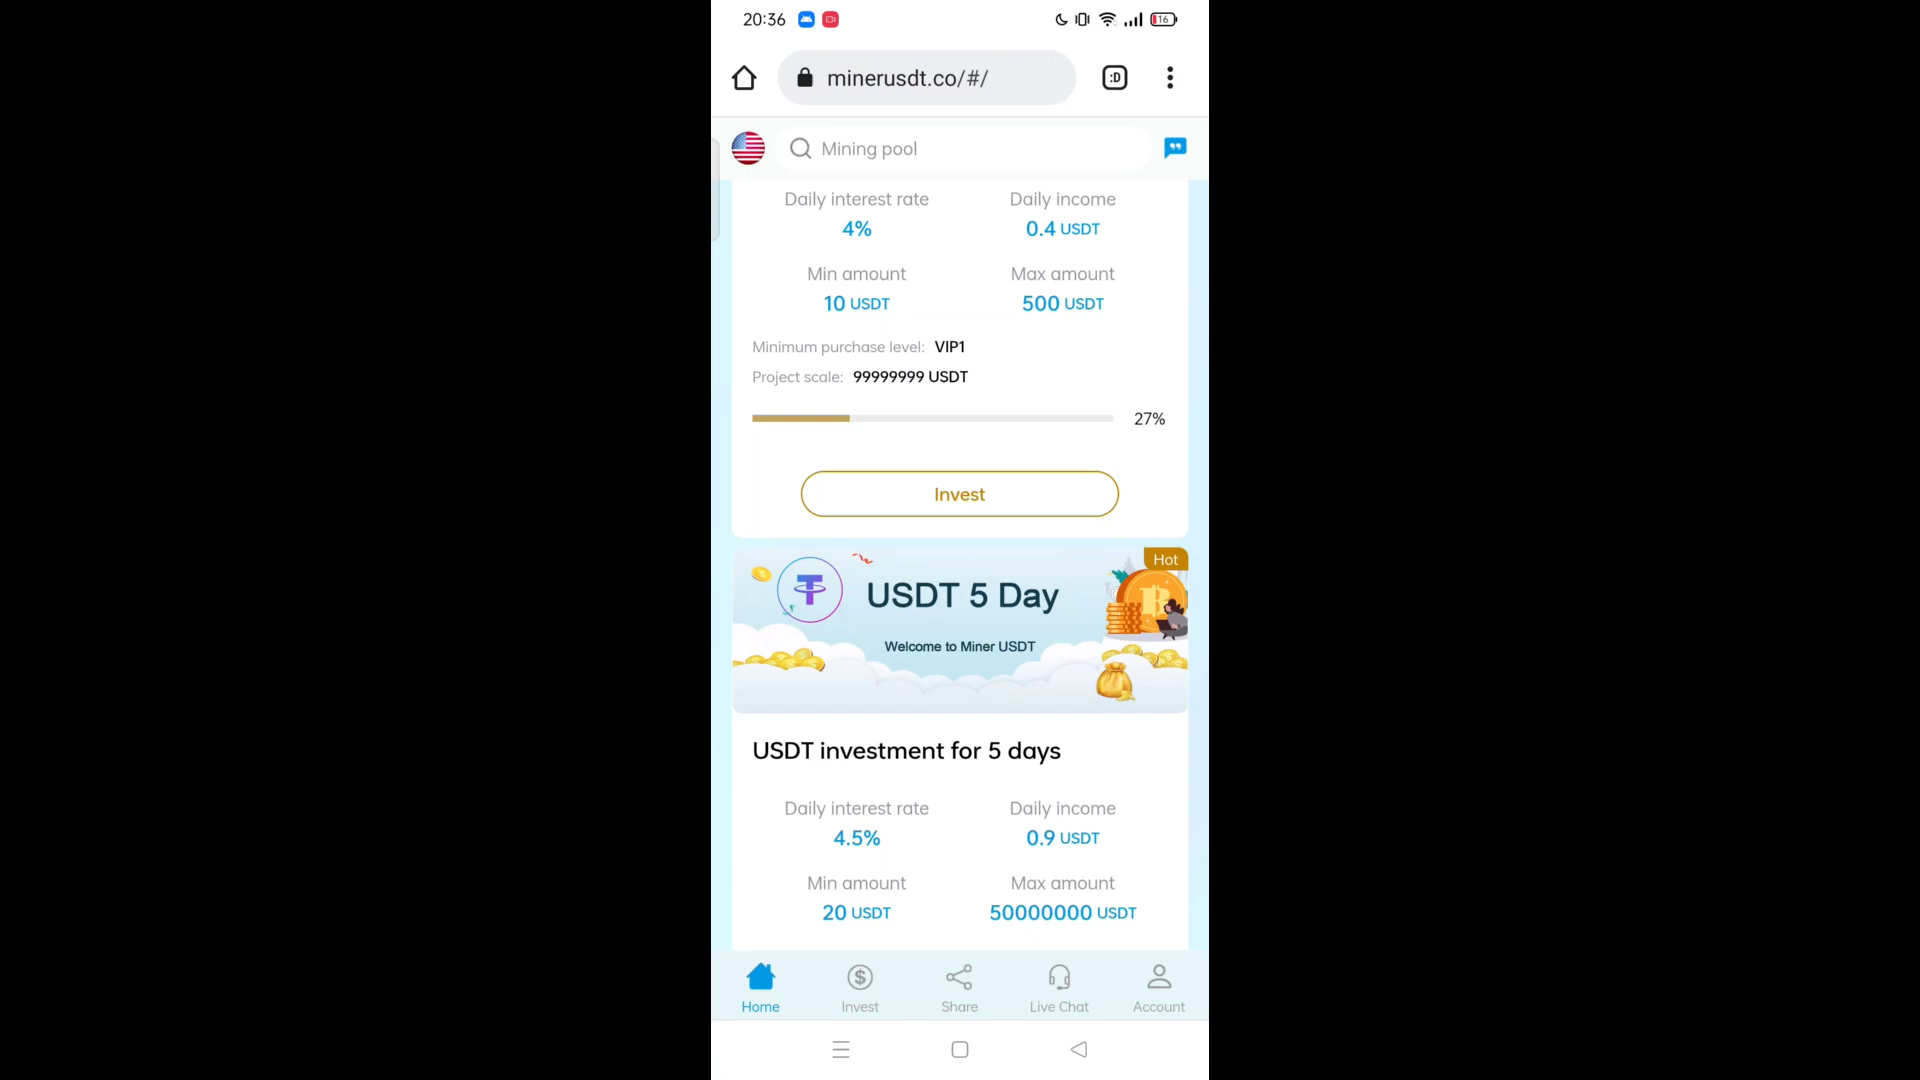 20:36
16
minerusdt.co/#/
:D
Mining pool
Daily interest rate Daily income
4% 0.4 USDT
Min amount Max amount
10 USDT 500 USDT
Minimum purchase level: VIP1
Project scale: 99999999 USDT
27%
Invest
Hot
USDT 5 Day
Welcome to Miner USDT
USDT investment for 5 days
Daily interest rate Daily income
4.5% 0.9 USDT
Min amount Max amount
20 USDT 50000000 USDT
Home Invest Share Live Chat Account